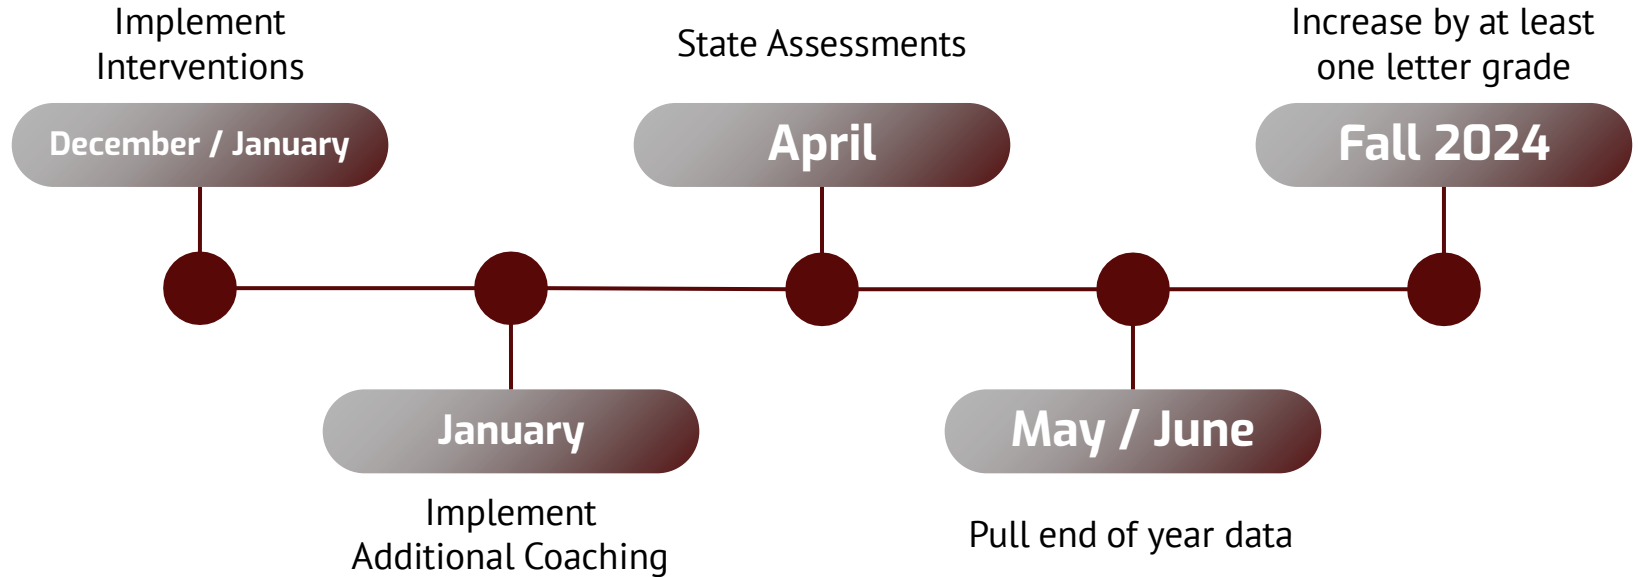 Implement
Interventions
December / January
January
Implement
Additional Coaching
State Assessments
April
May / June
Pull end of year data
Increase by at least
one letter grade
Fall 2024